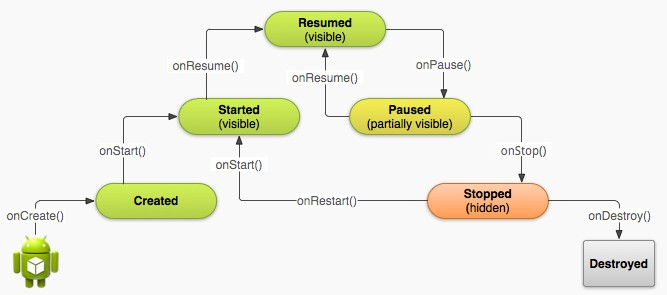 Resumed
(visible)
onResume()
onPause()
onResume()
Started
(visible)
Paused
(partially visible)
onStart()
onStart()
onStop()
Created
onRestart()
Stopped
(hidden)
onCreate()
onDestroy()
Destroyed